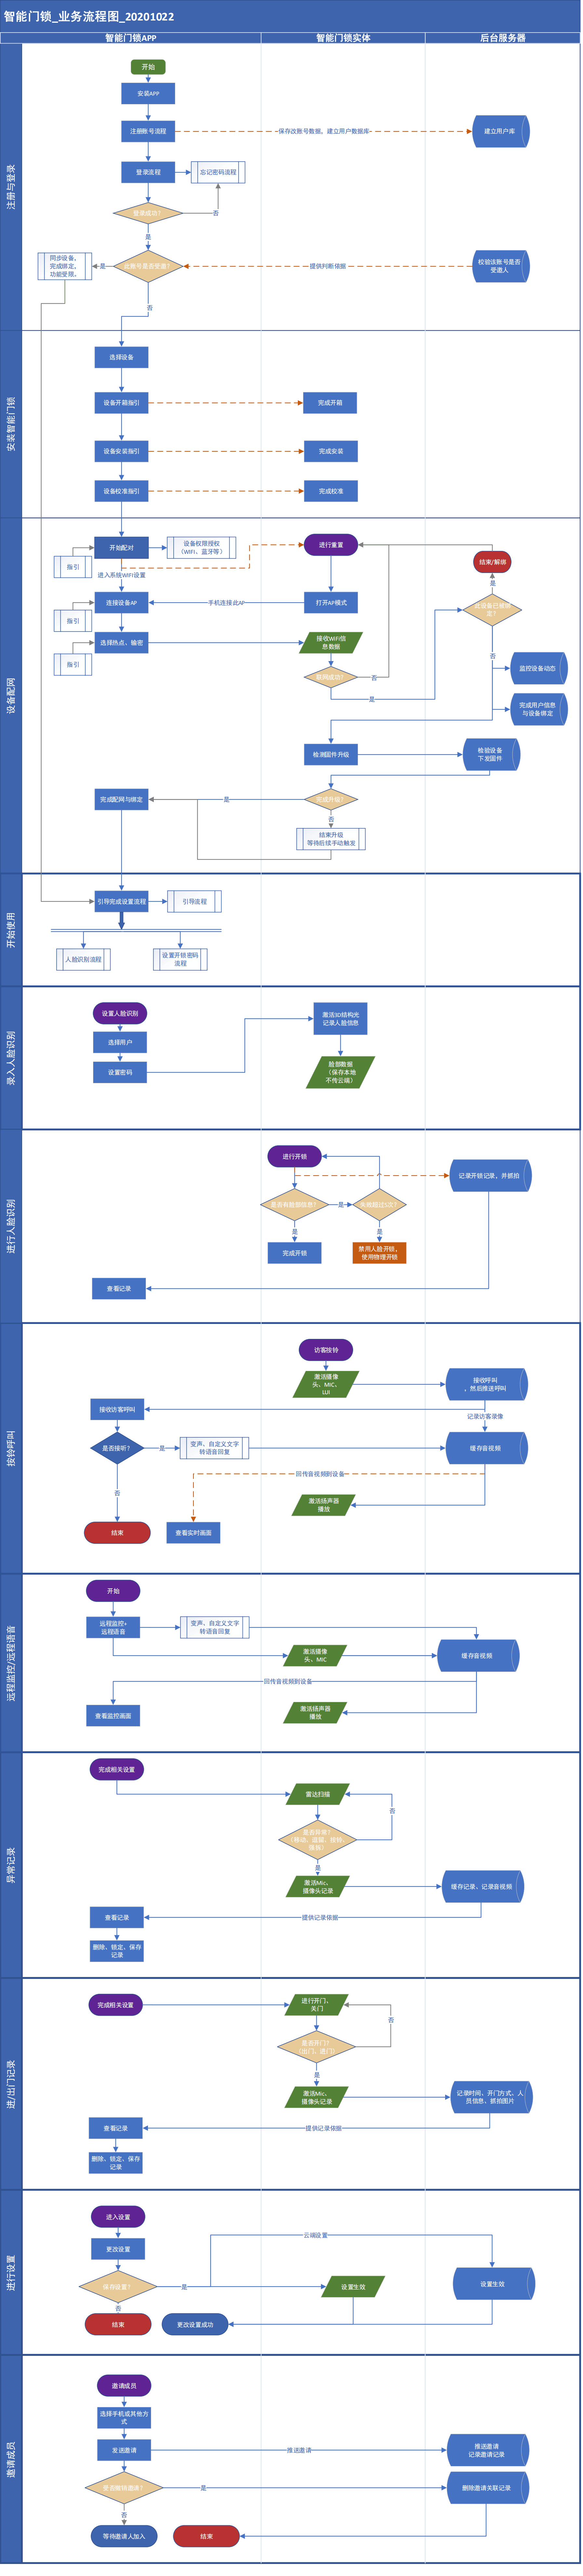 智能门锁_业务流程图_20201022
智能门锁APP
智能门锁实体
后台服务器
注册与登录
开始
安装APP
注册账号流程
保存改账号数据，建立用户数据库
建立用户库
登录流程
忘记密码流程
登录成功？
否
是
同步设备，
完成绑定，
功能受限。
是
此账号是否受邀？
提供判断依据
校验该账号是否
受邀人
否
安装智能门锁
选择设备
设备开箱指引
完成开箱
设备安装指引
完成安装
设备校准指引
完成校准
设备配网
开始配对
设备权限授权
（WIFI、蓝牙等）
进行重置
指引
进入系统WIFI设置
结束/解绑
是
连接设备AP
手机连接此AP
打开AP模式
指引
选择热点、输密
接收WIFI信
息数据
指引
联网成功？
否
是
否
监控设备动态
完成用户信息
与设备绑定
检测固件升级
检验设备
下发固件
完成配网与绑定
是
完成升级？
否
结束升级
等待后续手动触发
开始使用
引导完成设置流程
引导流程
人脸识别流程
设置开锁密码
流程
录入人脸识别
设置人脸识别
选择用户
设置密码
激活3D结构光
记录人脸信息
脸部数据
（保存本地
不传云端）
进行人脸识别
进行开锁
记录开锁记录，并抓拍
是否有脸部信息？
是
失败超过5次？
是
是
完成开锁
禁用人脸开锁，
使用物理开锁
查看记录
按铃呼叫
访客按铃
激活摄像
头、MIC、
UJI
接收呼叫
，然后推送呼叫
接收访客呼叫
记录访客录像
是否接听？
是
变声、自定义文字
转语音回复
缓存音视频
回传音视频到设备
否
激活扬声器
播放
结束
查看实时画面
远程监控/远程语音
开始
远程监控+
远程语音
变声、自定义文字
转语音回复
激活摄像
头、MIC
缓存音视频
回传音视频到设备
查看监控画面
激活扬声器
播放
异常记录
完成相关设置
雷达扫描
否
是否异常？
是
激活Mic、
摄像头记录
缓存记录、记录音视频
查看记录
提供记录依据
删除、锁定、保存
记录
进/出门记录
完成相关设置
进行开门，
关门
否
是否开门？
（出门、进门）
是
激活Mic、
摄像头记录
记录时间、开门方式、人
员信息，抓拍图片
查看记录
提供记录依据
删除、锁定、保存
记录
进行设置
进入设置
更改设置
云端设置
保存设置？
是
设置生效
设置生效
否
结束
更改设置成功
邀请成员
邀请成员
选择手机或其他方
式
发送邀请
推送邀请
推送邀请
记录邀请记录
是
删除邀请关联记录
否
等待邀请人加入
结束